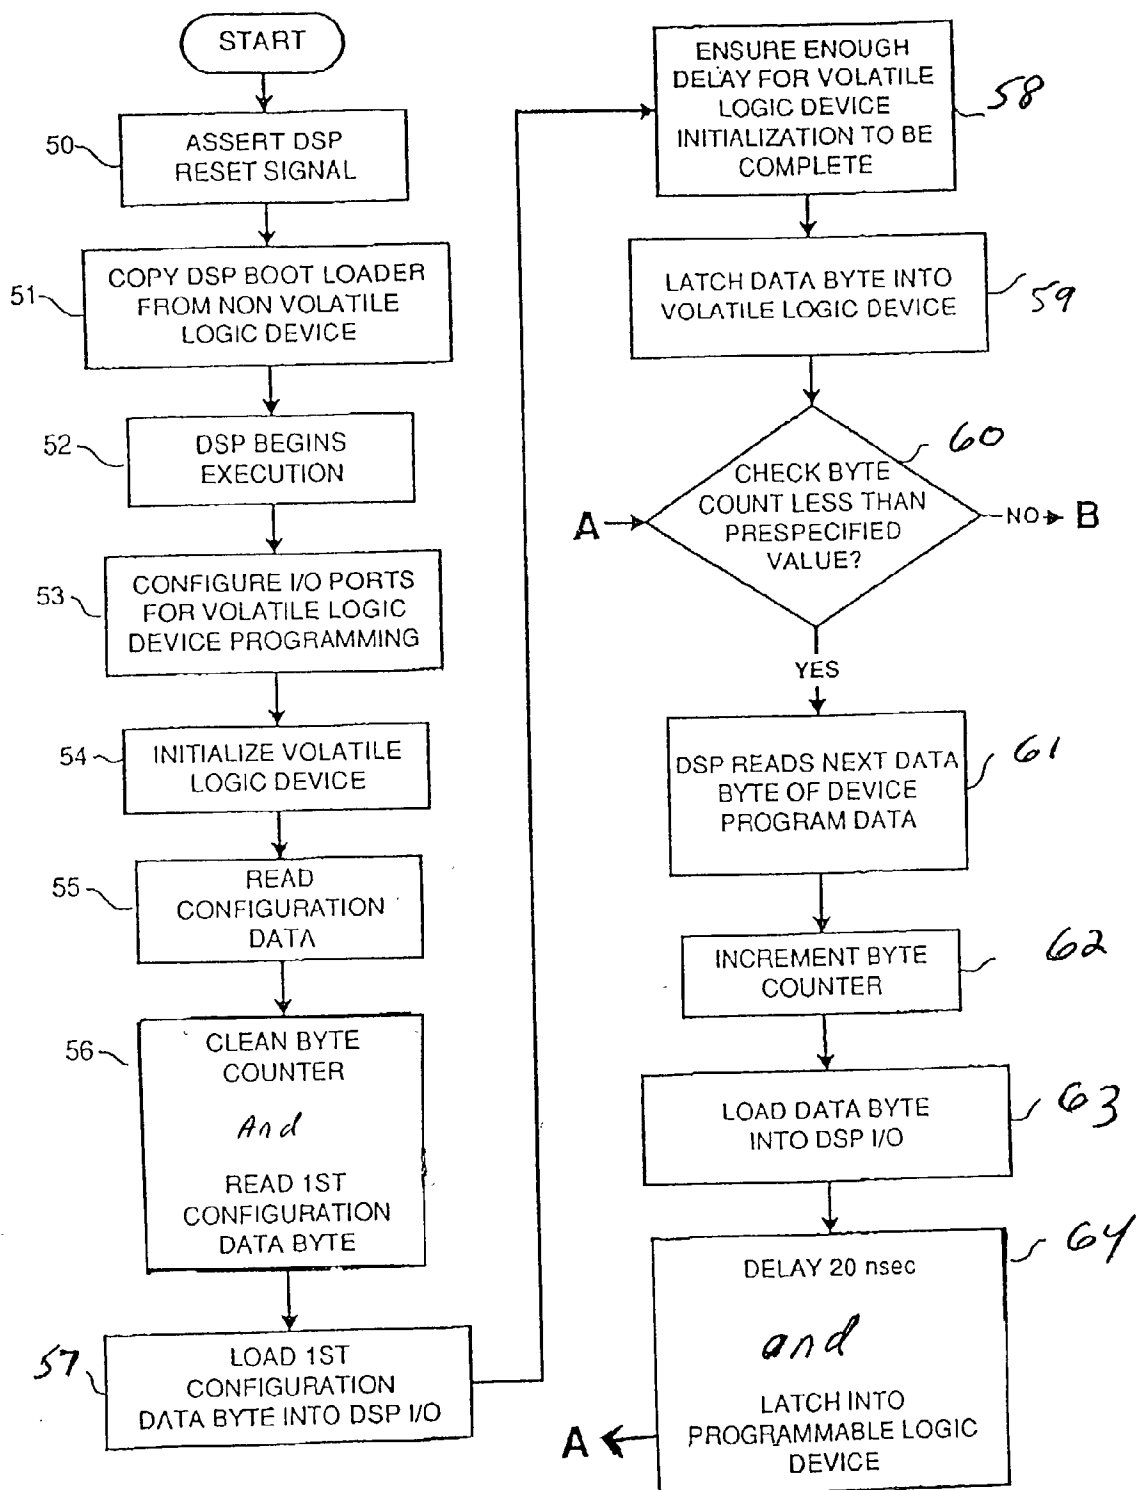 START
50
ASSERT DSP
RESET SIGNAL
51
COPY DSP BOOT LOADER
FROM NON VOLATILE
LOGIC DEVICE
52
DSP BEGINS
EXECUTION
53
CONFIGURE I/O PORTS
FOR VOLATILE LOGIC
DEVICE PROGRAMMING
54
INITIALIZE VOLATILE
LOGIC DEVICE
55
READ
CONFIGURATION
DATA
56
CLEAN BYTE
COUNTER
And
READ 1ST
CONFIGURATION
DATA BYTE
57
LOAD 1ST
CONFIGURATION
DATA BYTE INTO DSP I/O
ENSURE ENOUGH
DELAY FOR VOLATILE
LOGIC DEVICE
INITIALIZATION TO BE
COMPLETE
58
LATCH DATA BYTE INTO
VOLATILE LOGIC DEVICE
59
60
CHECK BYTE
COUNT LESS THAN
PRESPECIFIED
VALUE?
A
NO
B
YES
DSP READS NEXT DATA
BYTE OF DEVICE
PROGRAM DATA
61
INCREMENT BYTE
COUNTER
62
LOAD DATA BYTE
INTO DSP I/O
63
DELAY 20 nsec
and
LATCH INTO
PROGRAMMABLE LOGIC
DEVICE
64
A